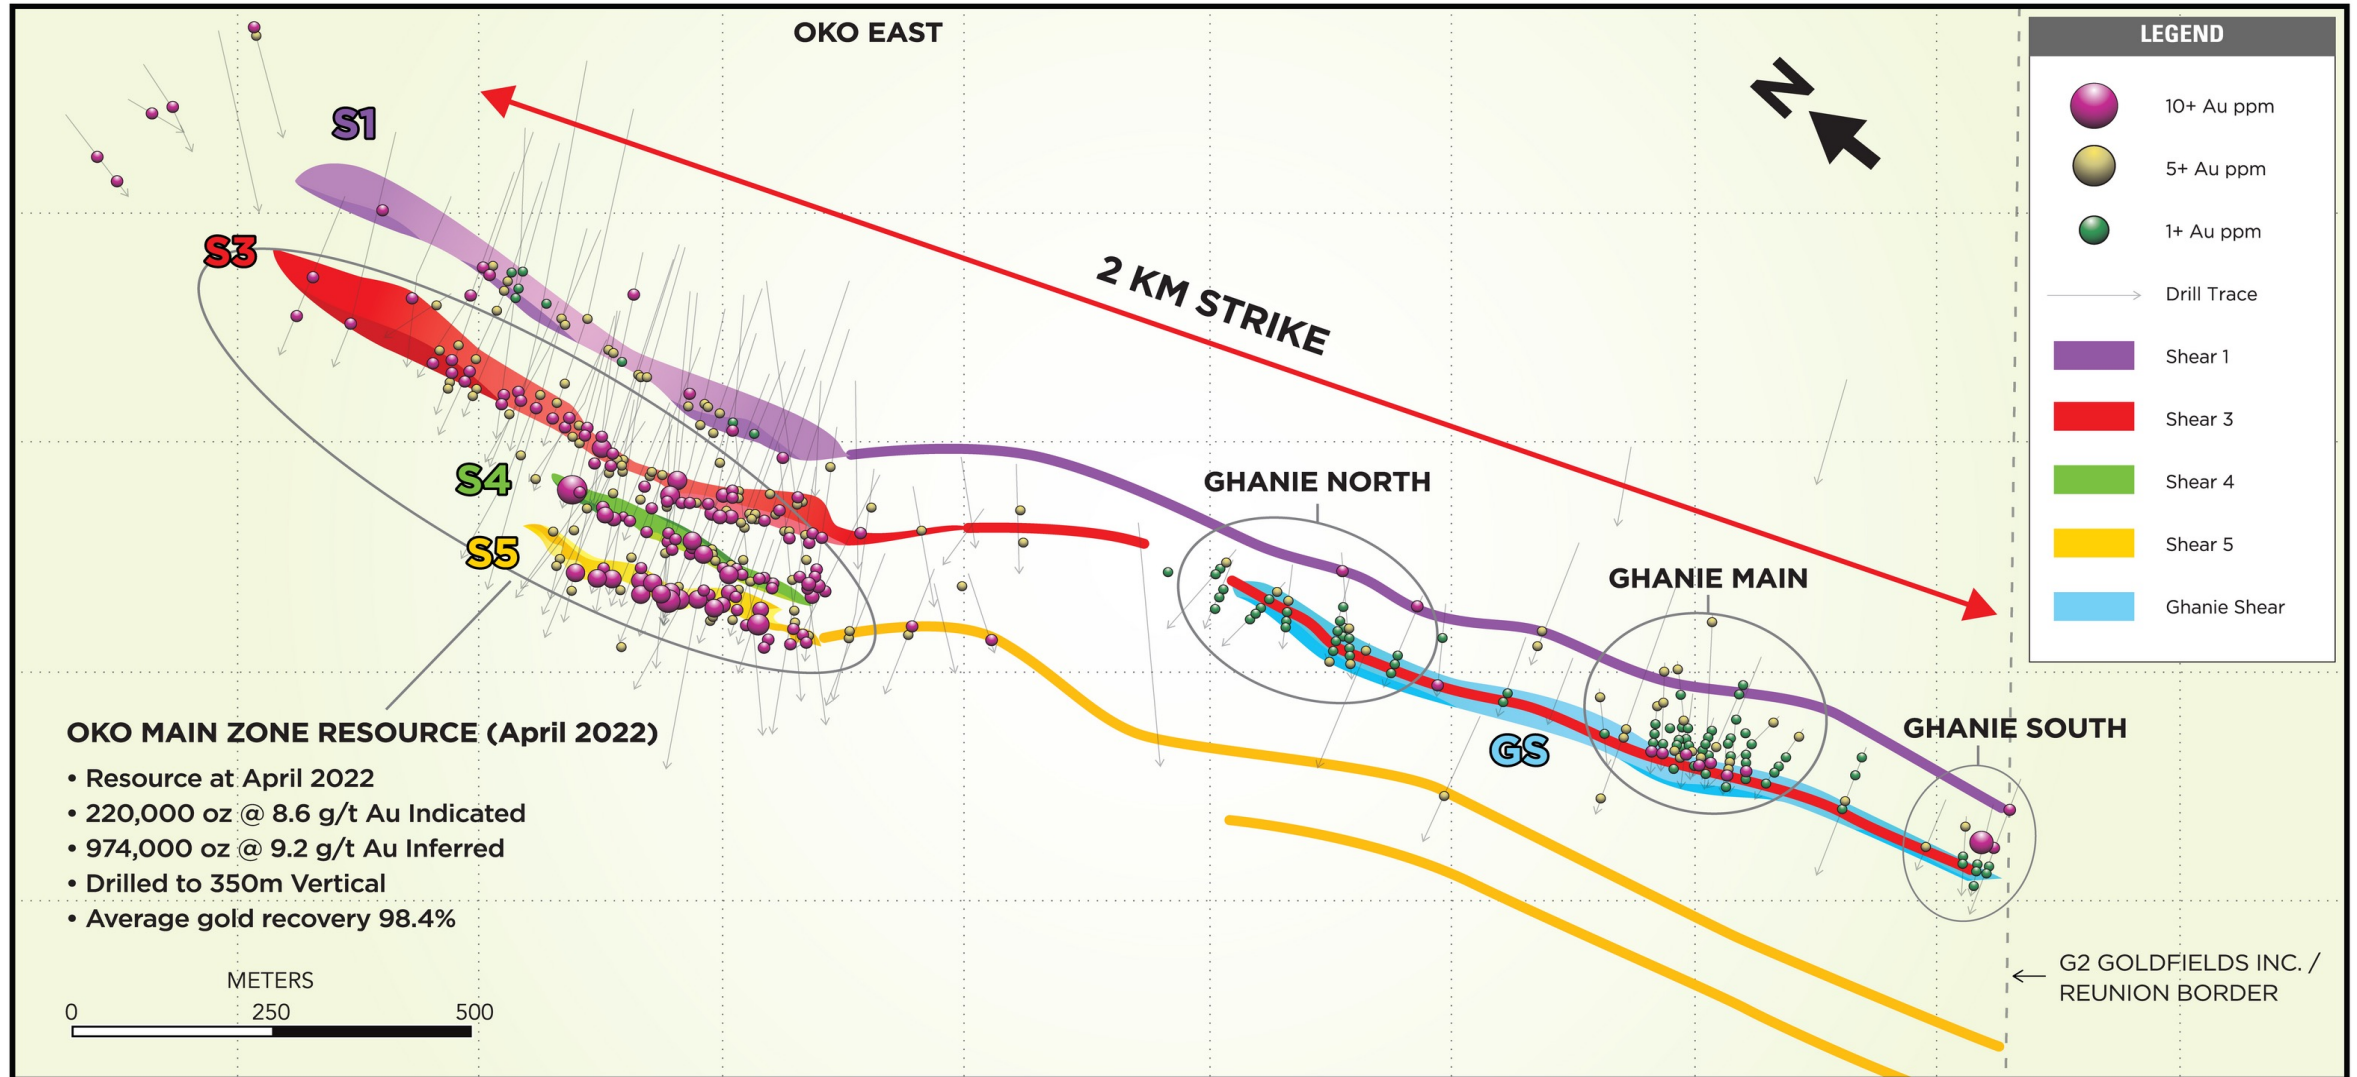 OKO EAST
N
S1
S3
S4
S5
2 KM STRIKE
GHANIE NORTH
GHANIE MAIN
GS
GHANIE SOUTH
OKO MAIN ZONE RESOURCE (April 2022)
• Resource at April 2022
• 220,000 oz @ 8.6 g/t Au Indicated
• 974,000 oz @ 9.2 g/t Au Inferred
• Drilled to 350m Vertical
• Average gold recovery 98.4%
METERS
0 250 500
G2 GOLDFIELDS INC. /
REUNION BORDER
LEGEND
10+ Au ppm
5+ Au ppm
1+ Au ppm
Drill Trace
Shear 1
Shear 3
Shear 4
Shear 5
Ghanie Shear